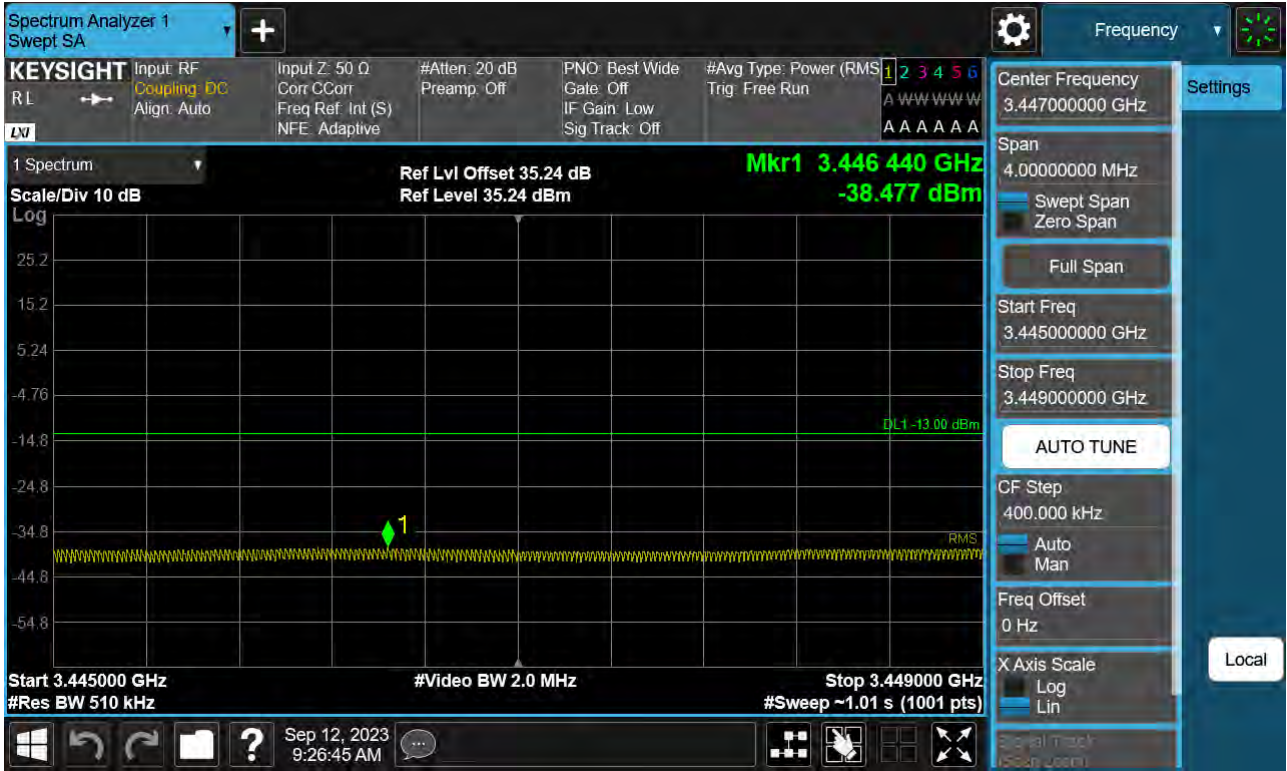 Spectrum Analyzer 1
Swept SA
Frequency
KEYSIGHT
RL
LXI
Input: RF
Coupling: DC
Align: Auto
Input Z: 50 Ω
Corr CCorr
Freq Ref: Int (S)
NFE: Adaptive
#Atten: 20 dB
Preamp: Off
PNO: Best Wide
Gate: Off
IF Gain: Low
Sig Track: Off
#Avg Type: Power (RMS
Trig: Free Run
1 2 3 4 5 6
A W W W W W
A A A A A A
1 Spectrum
Scale/Div 10 dB
Log
Ref Lvl Offset 35.24 dB
Ref Level 35.24 dBm
Mkr1 3.446 440 GHz
-38.477 dBm
25.2
15.2
5.24
-4.76
DL1 -13.00 dBm
-14.8
-24.8
1
-34.8
RMS
-44.8
-54.8
Start 3.445000 GHz
#Res BW 510 kHz
#Video BW 2.0 MHz
Stop 3.449000 GHz
#Sweep ~1.01 s (1001 pts)
Center Frequency
3.447000000 GHz
Settings
Span
4.00000000 MHz
Swept Span
Zero Span
Full Span
Start Freq
3.445000000 GHz
Stop Freq
3.449000000 GHz
AUTO TUNE
CF Step
400.000 kHz
Auto
Man
Freq Offset
0 Hz
X Axis Scale
Log
Lin
Local
Signal Track
(Span Zoom)
?
Sep 12, 2023
9:26:45 AM